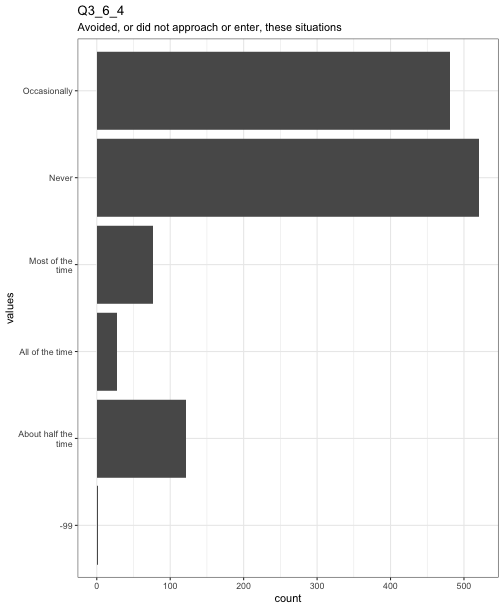 Q3_6_4
Avoided, or did not approach or enter, these situations
Occasionally
Never
Most of the
time
All of the time
About half the
time
-99
values
0 100 200 300 400 500
count